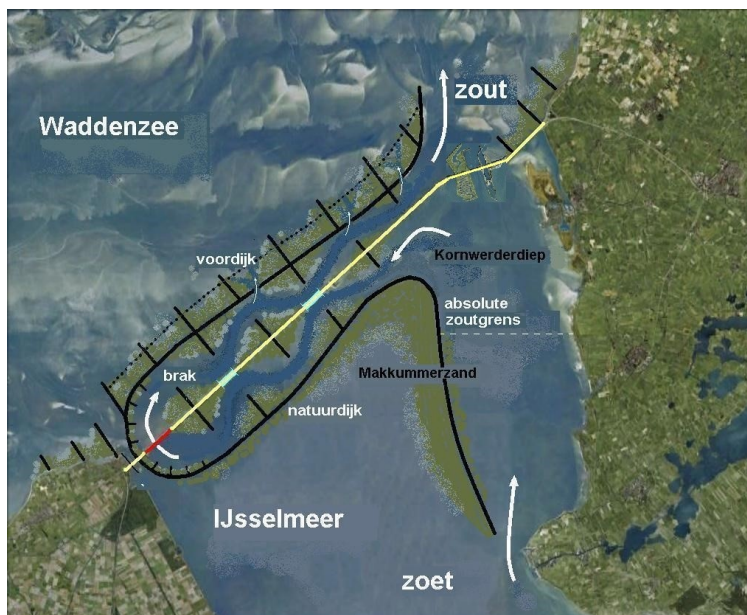 zout
Waddenzee
voordijk
Kornwerderdiep
absolute
zoutgrens
brak
Makkummerzand
natuurdijk
IJsselmeer
zoet